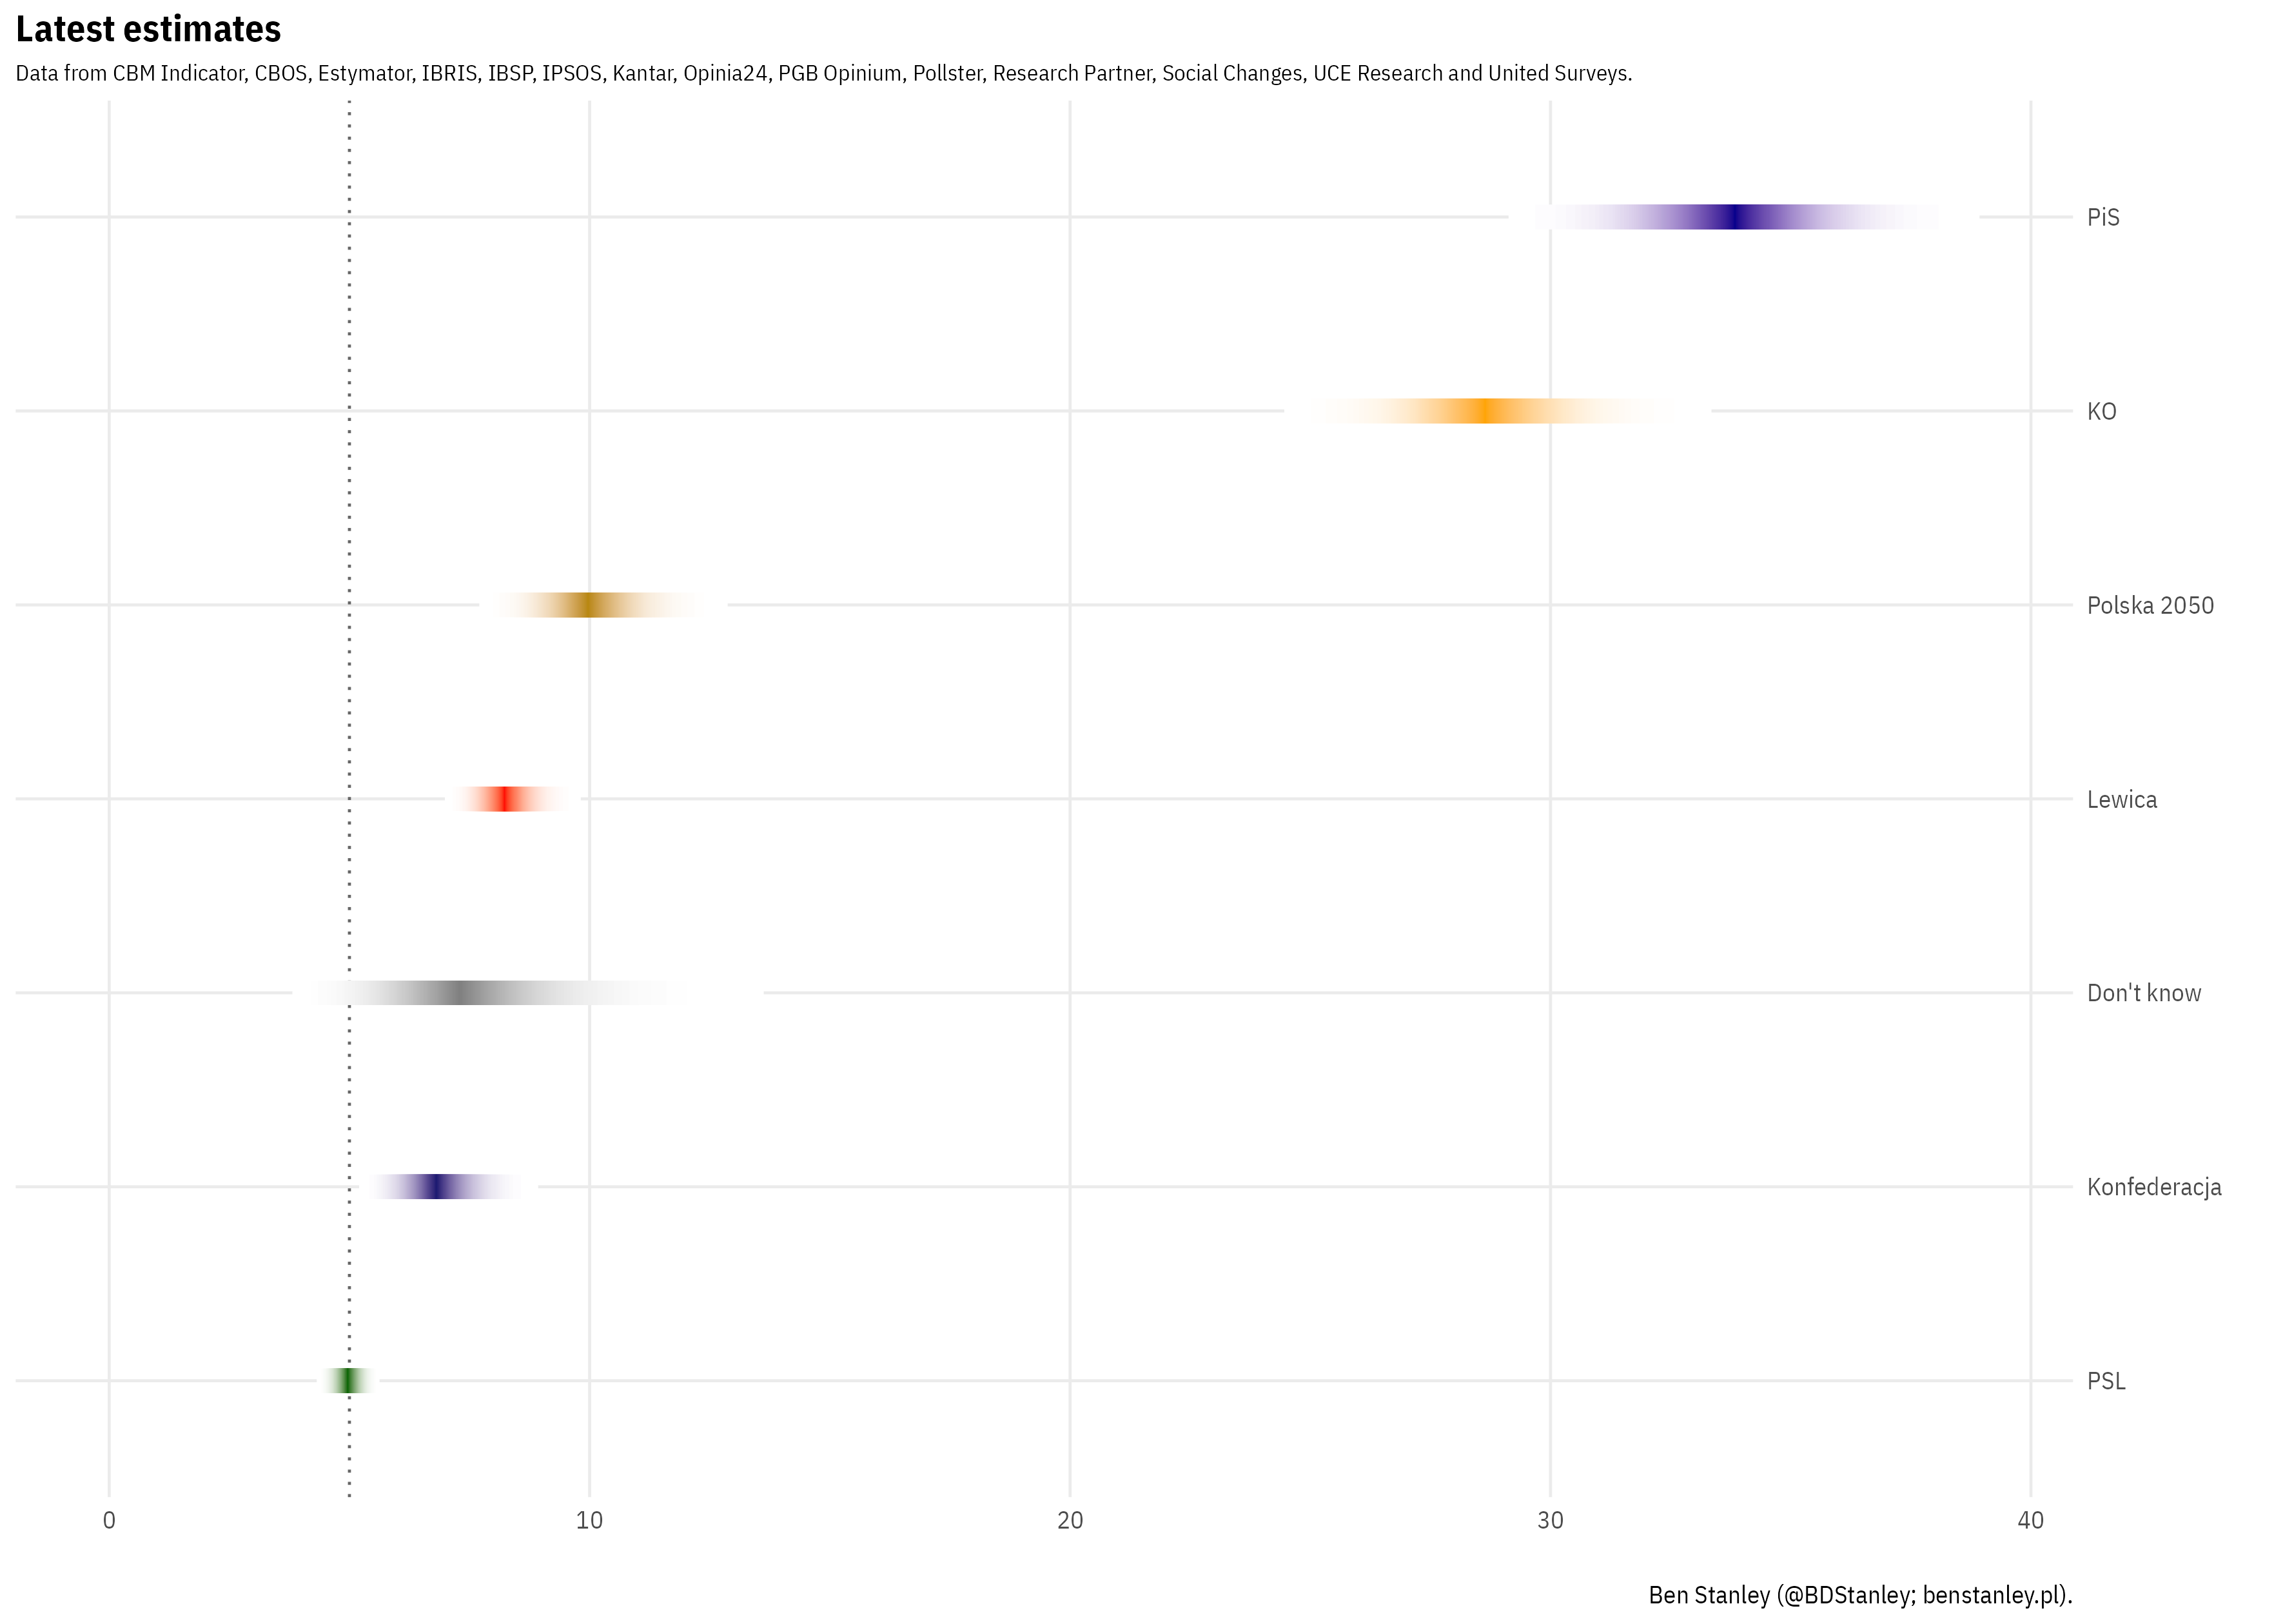 Latest estimates
Data from CBM Indicator, CBOS, Estymator, IBRIS, IBSP, IPSOS, Kantar, Opinia24, PGB Opinium, Pollster, Research Partner, Social Changes, UCE Research and United Surveys.
PiS
KO
Polska 2050
Lewica
Don't know
Konfederacja
PSL
0 10 20 30 40
Ben Stanley (@BDStanley; benstanley.pl).